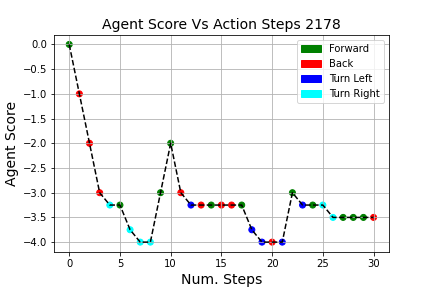 Agent Score Vs Action Steps 2178
Agent Score
0.0
−0.5
−1.0
−1.5
−2.0
−2.5
−3.0
−3.5
−4.0
Forward
Back
Turn Left
Turn Right
0 5 10 15 20 25 30
Num. Steps